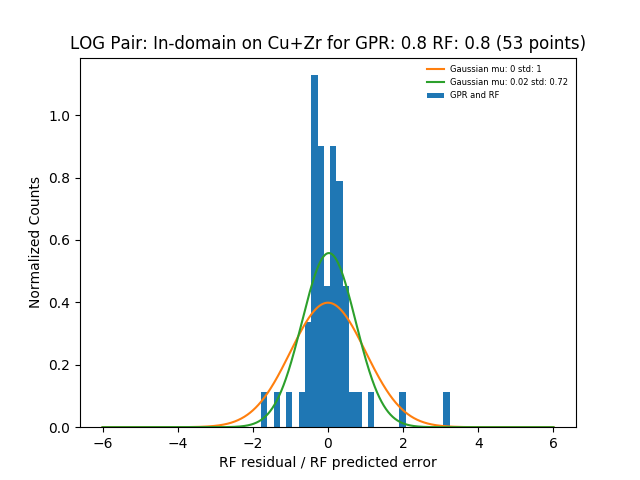 LOG Pair: In-domain on Cu+Zr for GPR: 0.8 RF: 0.8 (53 points)
Gaussian mu: 0 std: 1
Gaussian mu: 0.02 std: 0.72
GPR and RF
Normalized Counts
1.0
0.8
0.6
0.4
0.2
0.0
−6 −4 −2 0 2 4 6
RF residual / RF predicted error